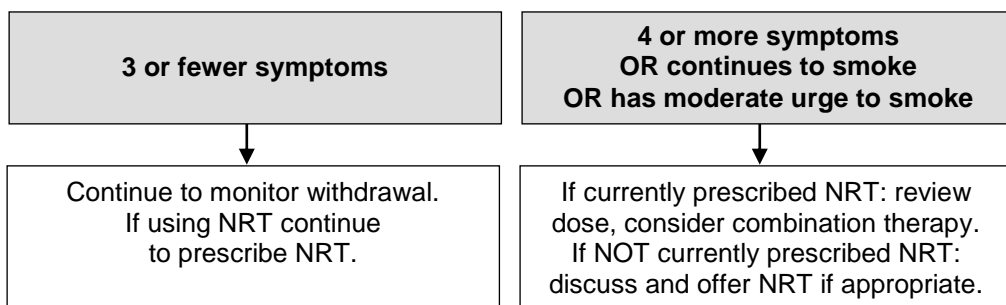 3 or fewer symptoms
4 or more symptoms
OR continues to smoke
OR has moderate urge to smoke
Continue to monitor withdrawal.
If using NRT continue
to prescribe NRT.
If currently prescribed NRT: review
dose, consider combination therapy.
If NOT currently prescribed NRT:
discuss and offer NRT if appropriate.